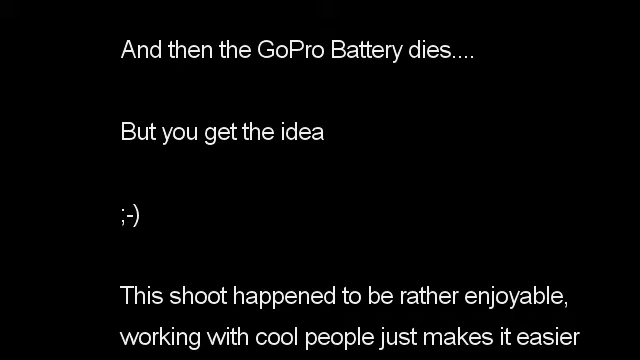 And then the GoPro Battery dies....
But you get the idea
;-)
This shoot happened to be rather enjoyable,
working with cool people just makes it easier